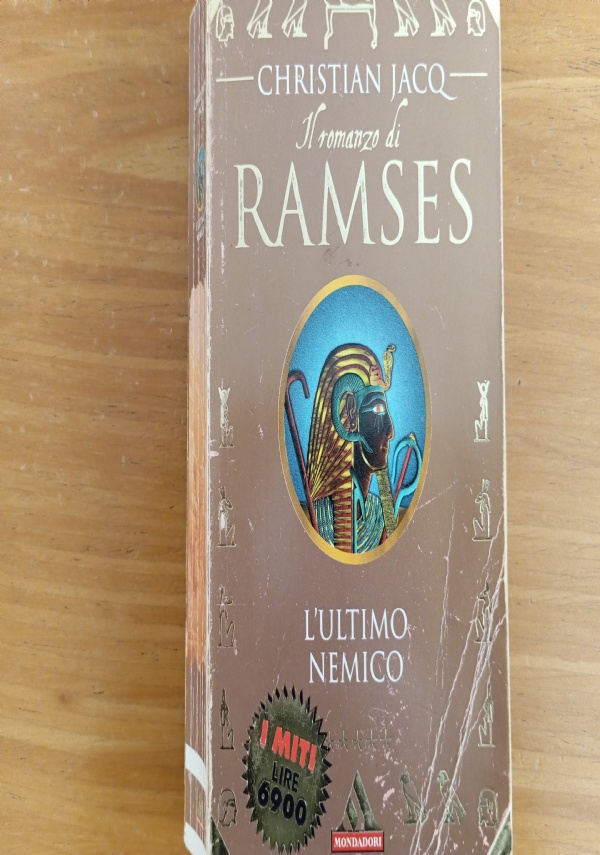 CHRISTIAN JACQ
Il romanzo di
RAMSES
L'ULTIMO
NEMICO
I MITI
LIRE
6900
MONDADORI